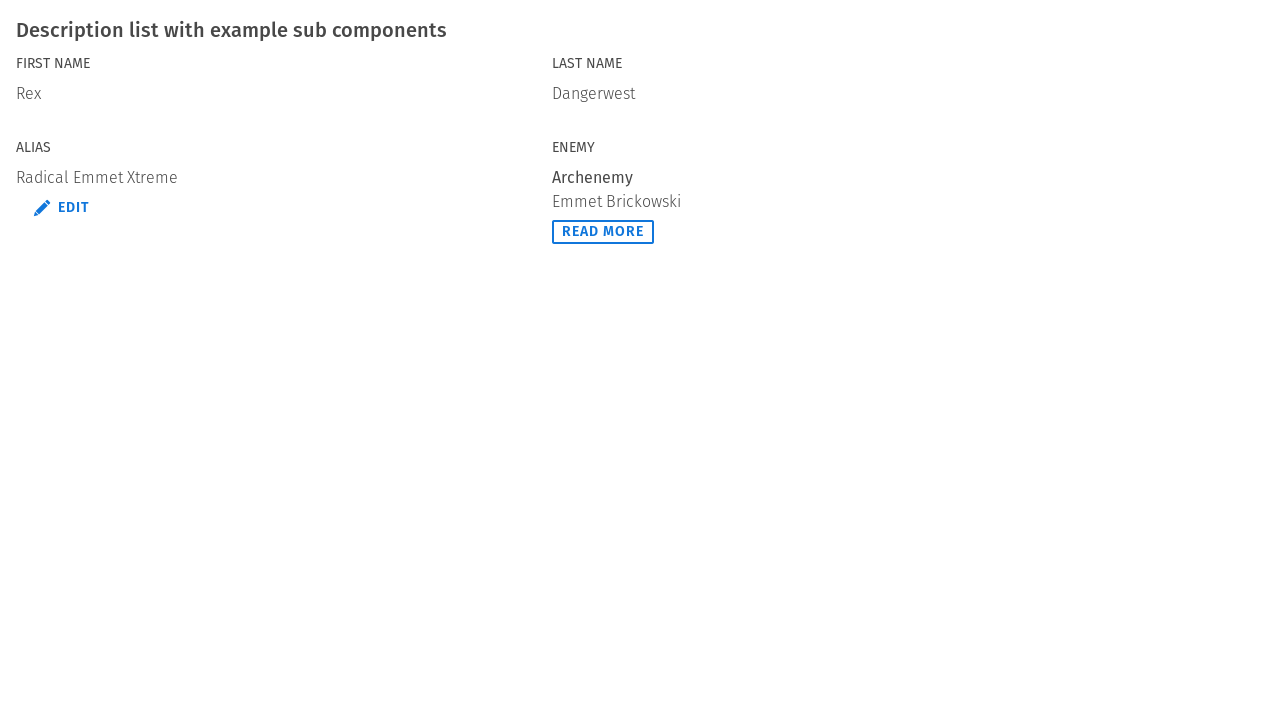 Description list with example sub components
FIRST NAME
Rex
LAST NAME
Dangerwest
ALIAS
Radical Emmet Xtreme
EDIT
ENEMY
Archenemy
Emmet Brickowski
READ MORE